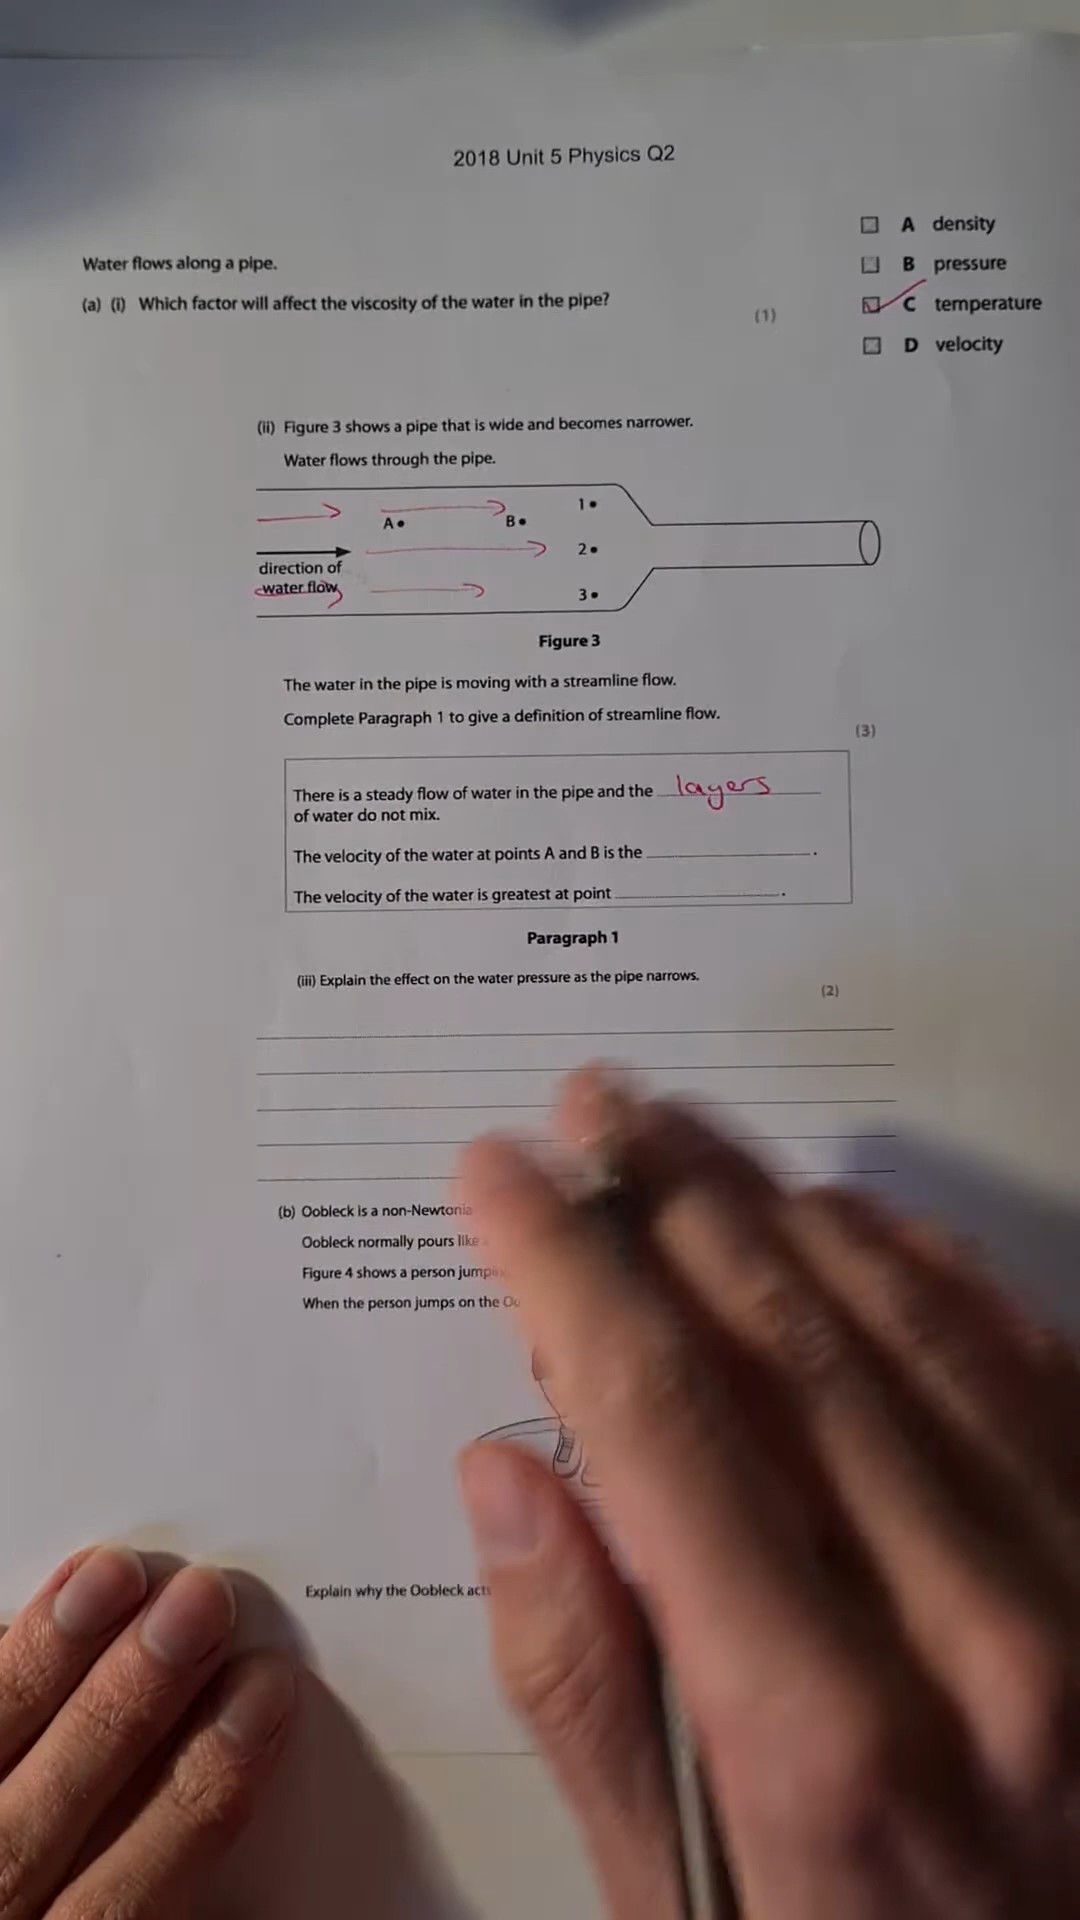 2018 Unit 5 Physics Q2
Water flows along a pipe.
(a) (i) Which factor will affect the viscosity of the water in the pipe?
(1)
A density
B pressure
C temperature
D velocity
(ii) Figure 3 shows a pipe that is wide and becomes narrower.
Water flows through the pipe.
A
B
1
2
3
direction of
water flow
Figure 3
The water in the pipe is moving with a streamline flow.
Complete Paragraph 1 to give a definition of streamline flow.
(3)
There is a steady flow of water in the pipe and the layers
of water do not mix.
The velocity of the water at points A and B is the .
The velocity of the water is greatest at point .
Paragraph 1
(iii) Explain the effect on the water pressure as the pipe narrows.
(2)
(b) Oobleck is a
Oobleck normally pours like
Figure 4 shows a person
When the person jumps on the
Explain why the Oobleck